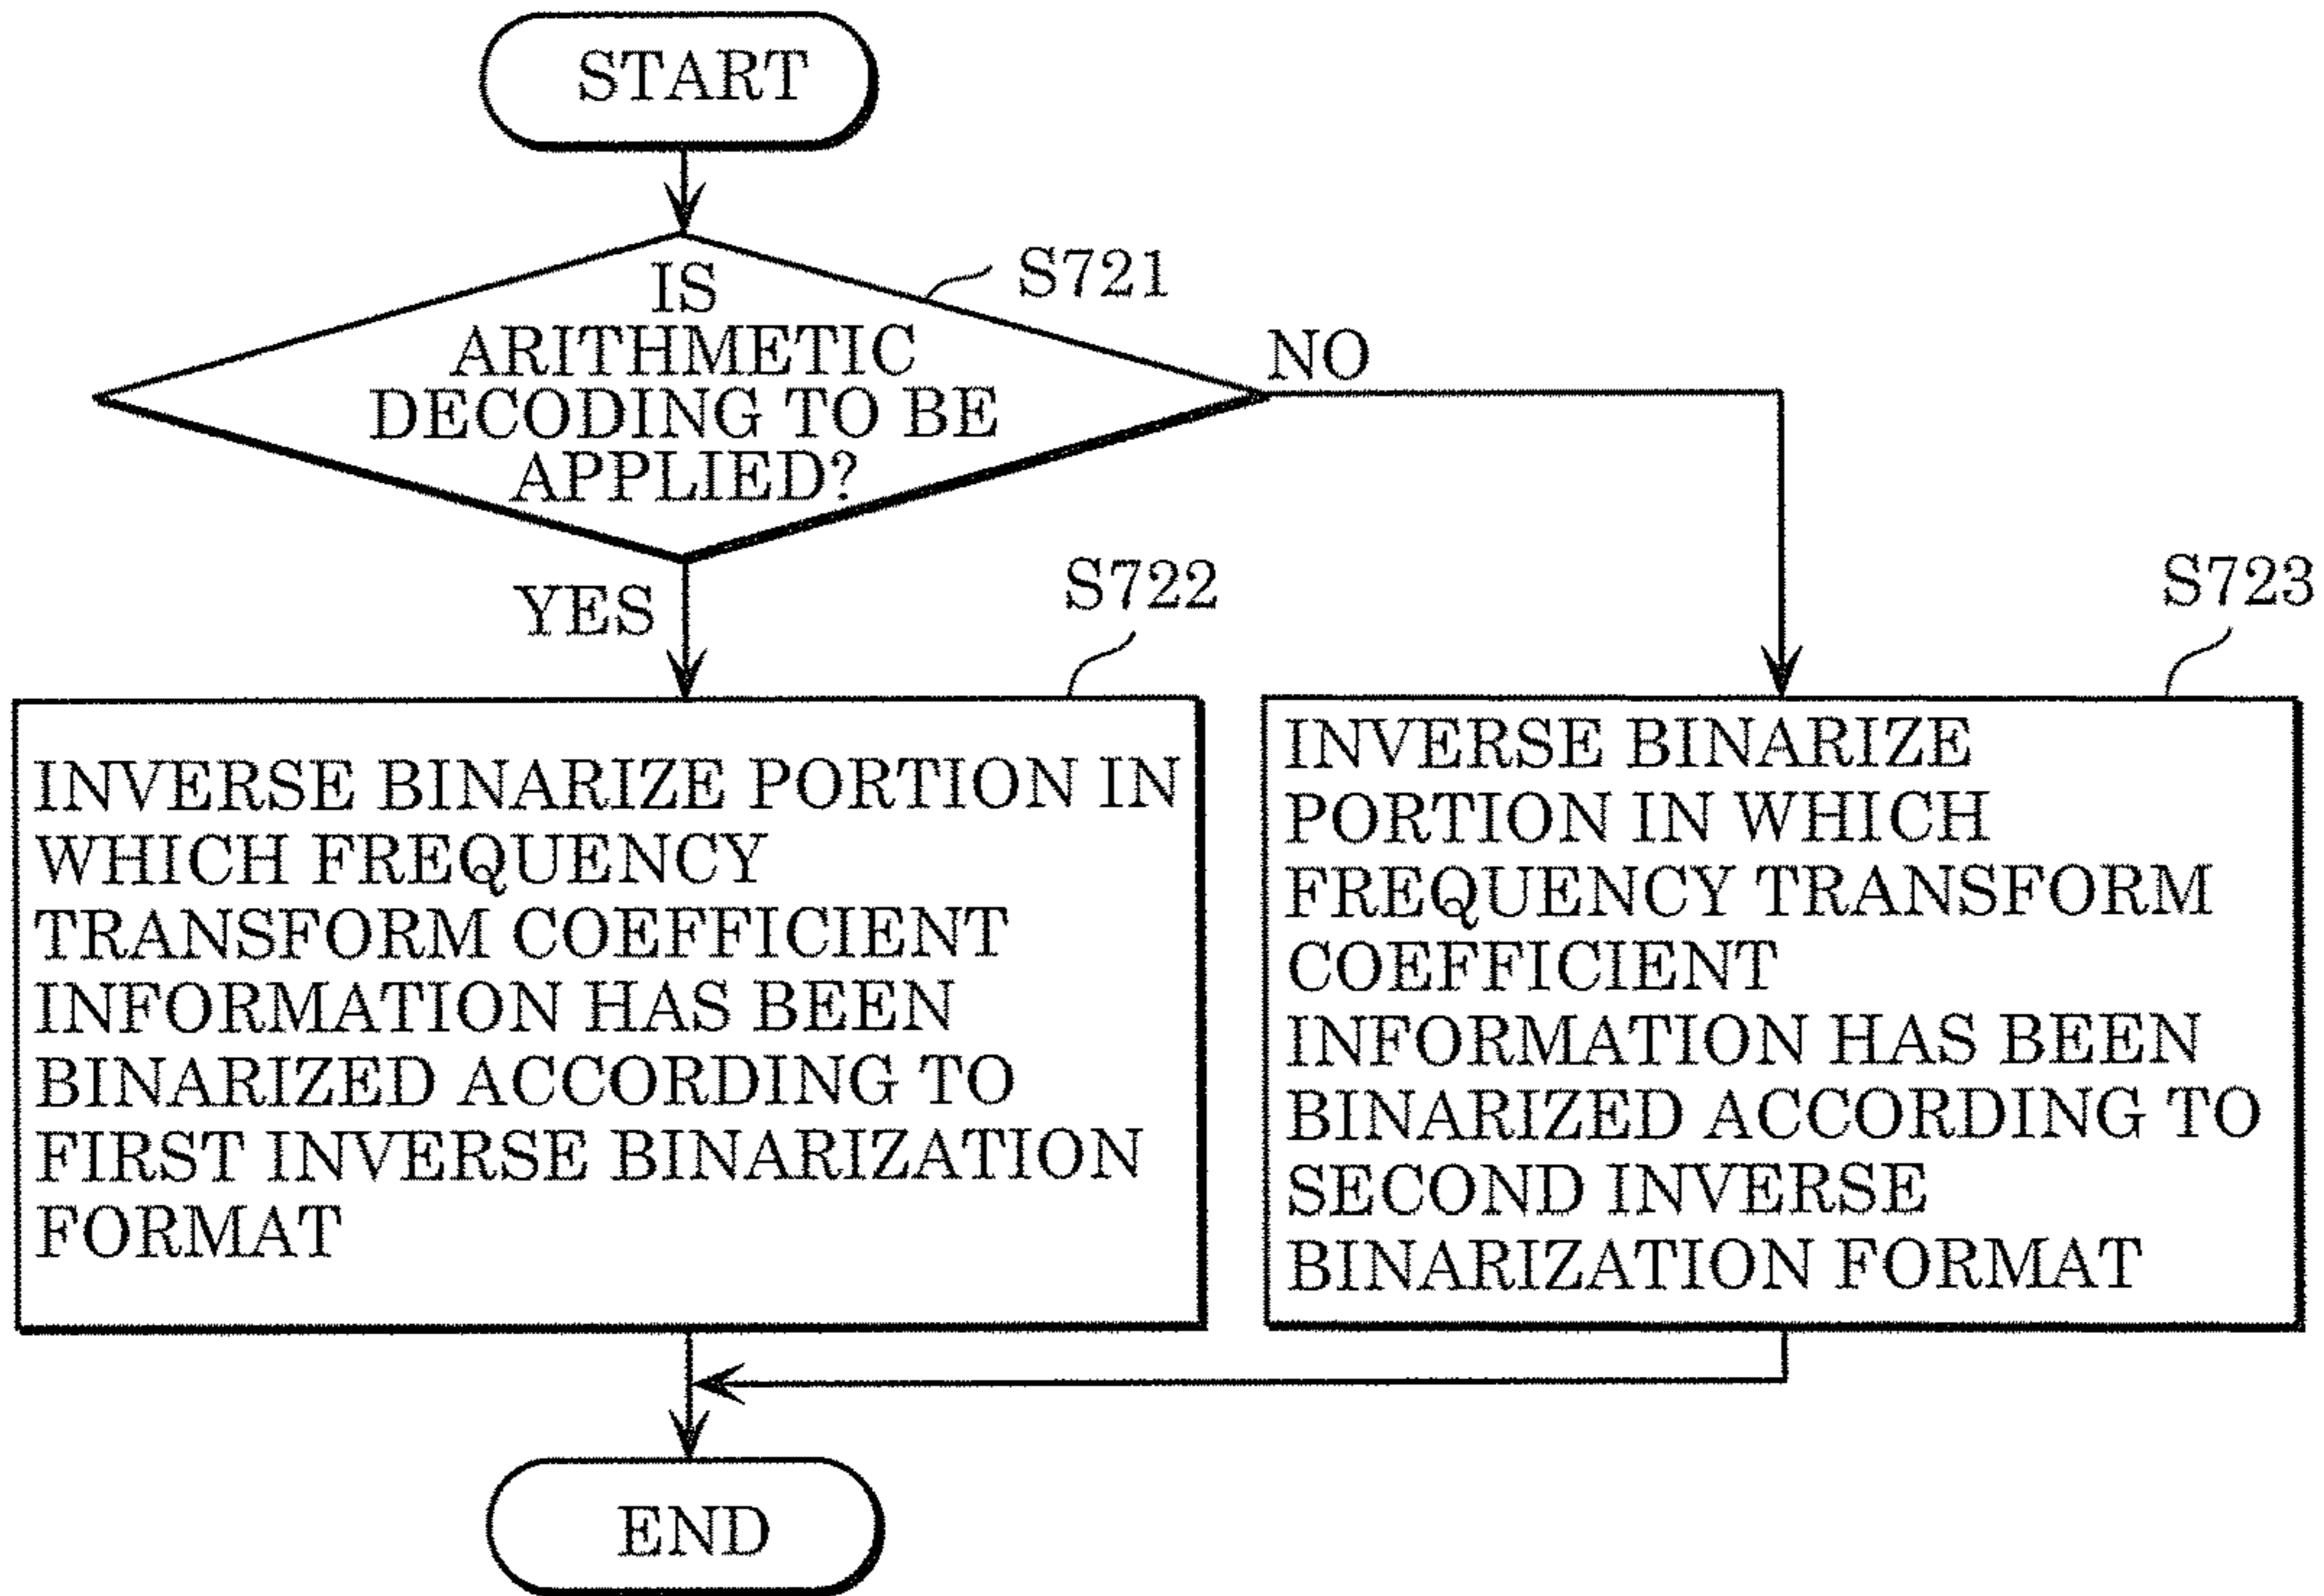 START
S721
IS
ARITHMETIC
DECODING TO BE
APPLIED?
NO
YES
S722
INVERSE BINARIZE PORTION IN
WHICH FREQUENCY
TRANSFORM COEFFICIENT
INFORMATION HAS BEEN
BINARIZED ACCORDING TO
FIRST INVERSE BINARIZATION
FORMAT
S723
INVERSE BINARIZE
PORTION IN WHICH
FREQUENCY TRANSFORM
COEFFICIENT
INFORMATION HAS BEEN
BINARIZED ACCORDING TO
SECOND INVERSE
BINARIZATION FORMAT
END